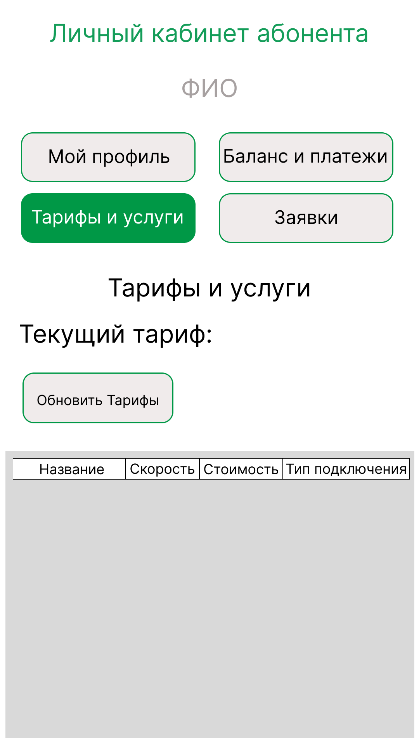 Личный кабинет абонента
ФИО
Мой профиль
Баланс и платежи
Тарифы и услуги
Заявки
Тарифы и услуги
Текущий тариф:
Обновить Тарифы
Название Скорость Стоимость Тип подключения